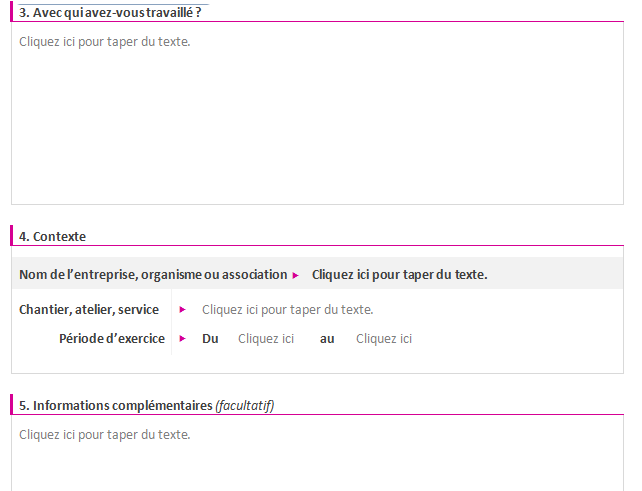 3. Avec qui avez-vous travaillé ?
Cliquez ici pour taper du texte.
4. Contexte
Nom de l’entreprise, organisme ou association ▶ Cliquez ici pour taper du texte.
Chantier, atelier, service ▶ Cliquez ici pour taper du texte.
Période d’exercice ▶ Du Cliquez ici au Cliquez ici
5. Informations complémentaires (facultatif)
Cliquez ici pour taper du texte.